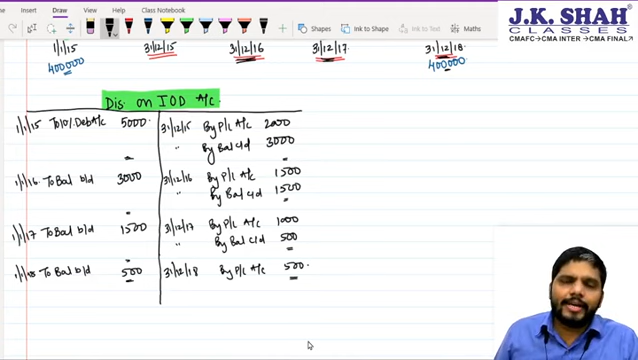 File Home Draw View Class Notebook
Shapes Ink to Shape Ink to Text
J.K. SHAH
CLASSES
CMAFC→CMA INTER →CMA FINAL
1/1/15 31/12/15 31/12/16 31/12/17. 31/12/18.
400000 400000
Dis. on IOD A/c.
1/1/15 To 10% Deb A/c 5000. 31/12/15 By P/L A/c 2000
" By Bal c/d 3000
1/1/16. To Bal b/d 3000 31/12/16 By P/L A/c 1500
" By Bal c/d 1500
1/1/17 To Bal b/d 1500 31/12/17 By P/L A/c 1000
" By Bal c/d 500
1/1/18 To Bal b/d 500 31/12/18 By P/L A/c 500.